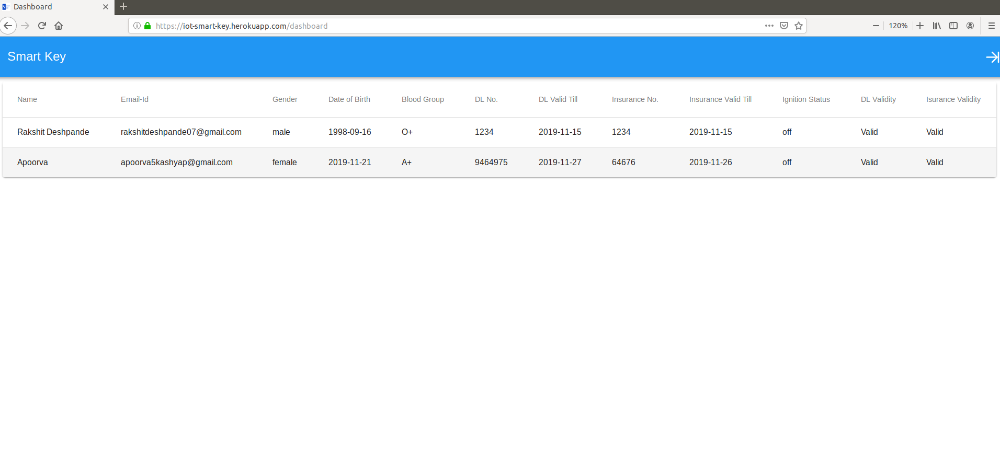 Dashboard
https://iot-smart-key.herokuapp.com/dashboard
120%
Smart Key
Name Email-Id Gender Date of Birth Blood Group DL No. DL Valid Till Insurance No. Insurance Valid Till Ignition Status DL Validity Isurance Validity
Rakshit Deshpande rakshitdeshpande07@gmail.com male 1998-09-16 O+ 1234 2019-11-15 1234 2019-11-15 off Valid Valid
Apoorva apoorva5kashyap@gmail.com female 2019-11-21 A+ 9464975 2019-11-27 64676 2019-11-26 off Valid Valid